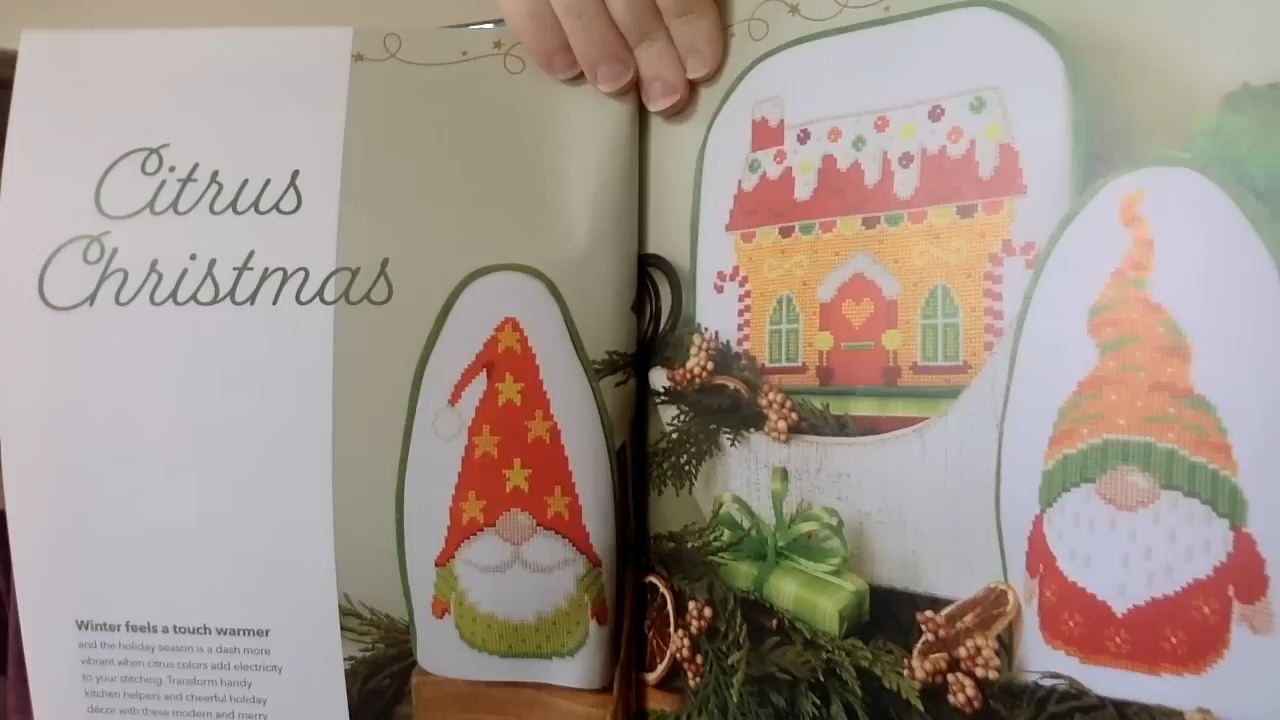 Citrus
Christmas
Winter feels a touch warmer
and the holiday season is a dash more
vibrant when citrus colors add electricity
to your stitching. Transform handy
kitchen helpers and cheerful holiday
décor with these modern and merry